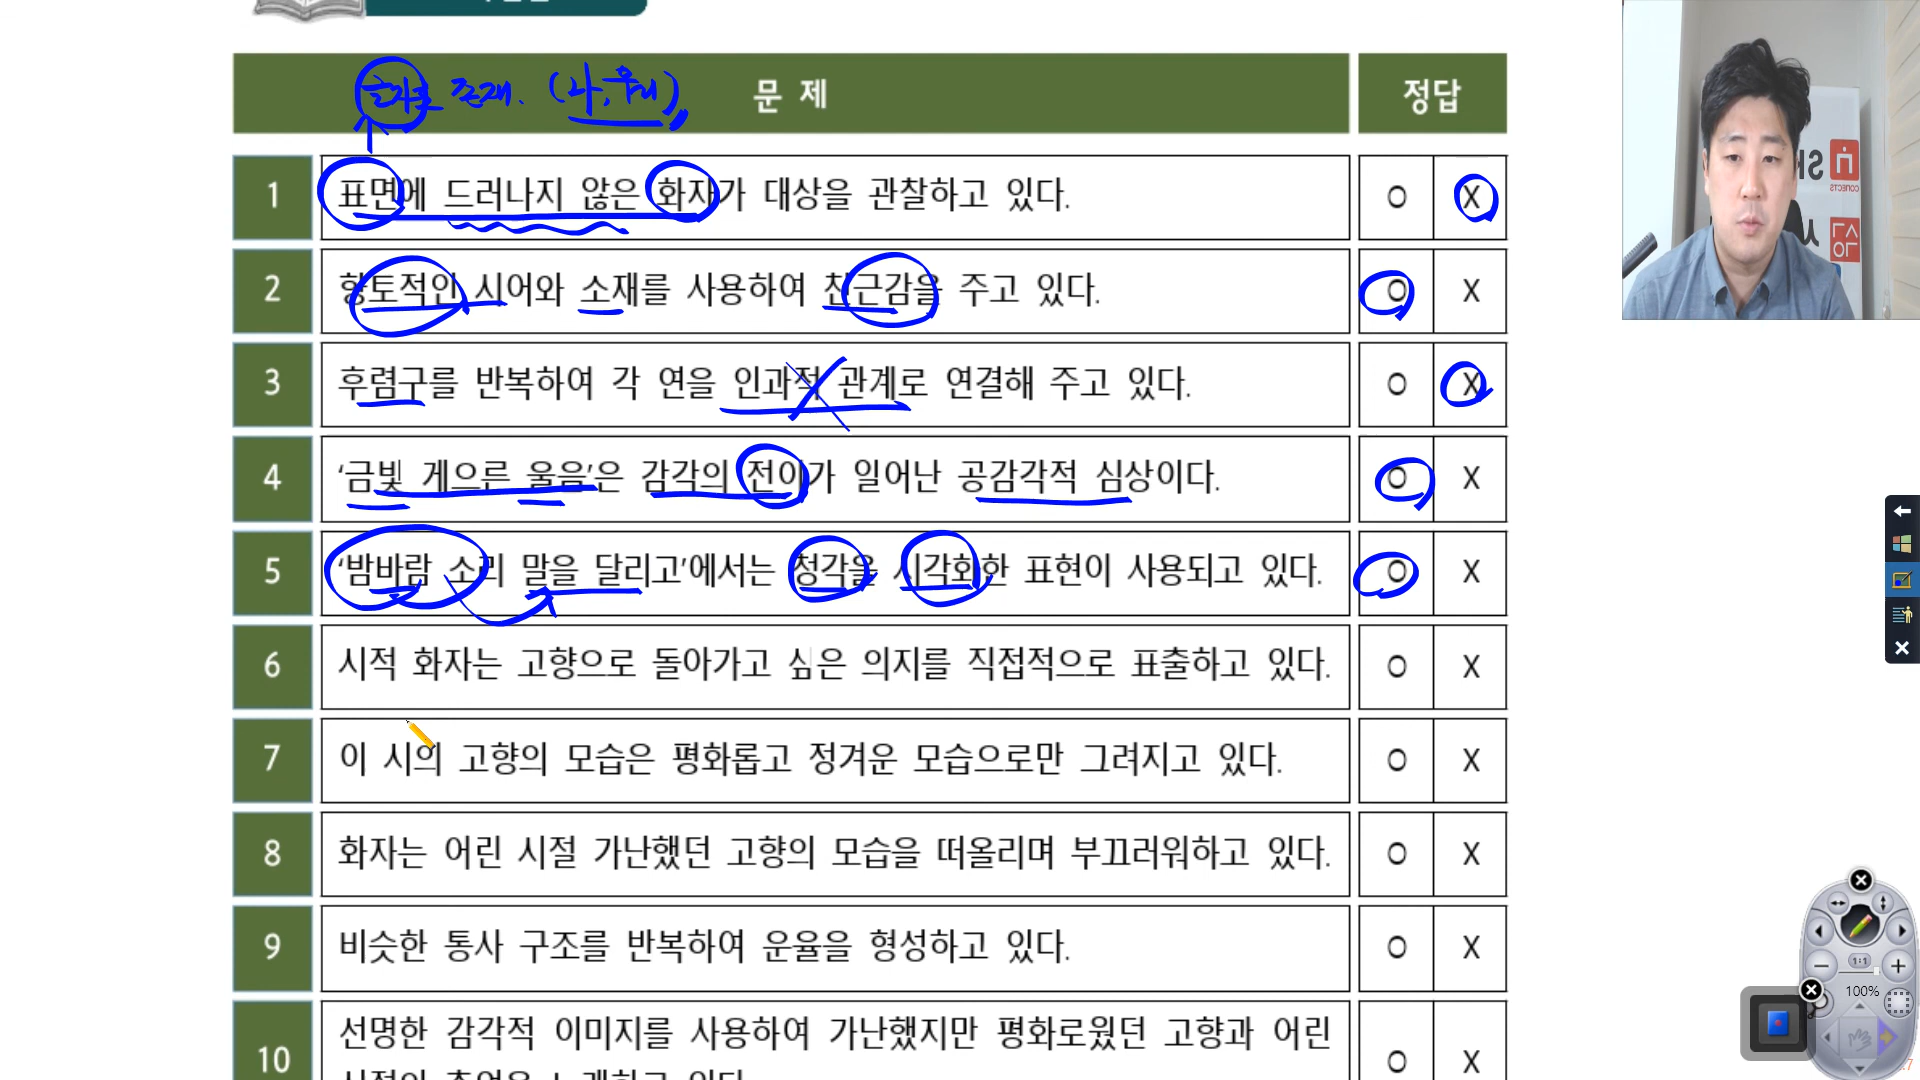 글자로 존재. (나, 우리)
문 제
정답
1
표면에 드러나지 않은 화자가 대상을 관찰하고 있다.
O
X
2
향토적인 시어와 소재를 사용하여 친근감을 주고 있다.
O
X
3
후렴구를 반복하여 각 연을 인과적 관계로 연결해 주고 있다.
O
X
4
‘금빛 게으른 울음’은 감각의 전이가 일어난 공감각적 심상이다.
O
X
5
‘밤바람 소리 말을 달리고’에서는 청각을 시각화한 표현이 사용되고 있다.
O
X
6
시적 화자는 고향으로 돌아가고 싶은 의지를 직접적으로 표출하고 있다.
O
X
7
이 시의 고향의 모습은 평화롭고 정겨운 모습으로만 그려지고 있다.
O
X
8
화자는 어린 시절 가난했던 고향의 모습을 떠올리며 부끄러워하고 있다.
O
X
9
비슷한 통사 구조를 반복하여 운율을 형성하고 있다.
O
X
10
선명한 감각적 이미지를 사용하여 가난했지만 평화로웠던 고향과 어린
O
X
1:1
100%